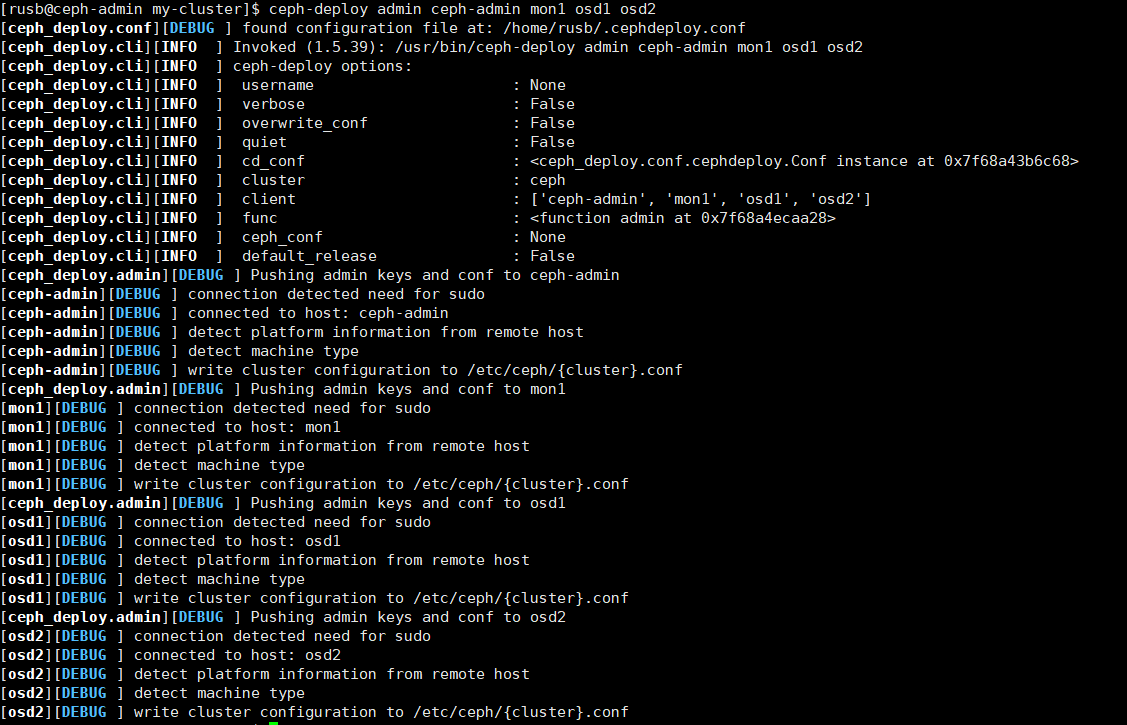 [rusb@ceph-admin my-cluster]$ ceph-deploy admin ceph-admin mon1 osd1 osd2
[ceph_deploy.conf][DEBUG ] found configuration file at: /home/rusb/.cephdeploy.conf
[ceph_deploy.cli][INFO  ] Invoked (1.5.39): /usr/bin/ceph-deploy admin ceph-admin mon1 osd1 osd2
[ceph_deploy.cli][INFO  ] ceph-deploy options:
[ceph_deploy.cli][INFO  ]  username                      : None
[ceph_deploy.cli][INFO  ]  verbose                       : False
[ceph_deploy.cli][INFO  ]  overwrite_conf                : False
[ceph_deploy.cli][INFO  ]  quiet                         : False
[ceph_deploy.cli][INFO  ]  cd_conf                       : <ceph_deploy.conf.cephdeploy.Conf instance at 0x7f68a43b6c68>
[ceph_deploy.cli][INFO  ]  cluster                       : ceph
[ceph_deploy.cli][INFO  ]  client                        : ['ceph-admin', 'mon1', 'osd1', 'osd2']
[ceph_deploy.cli][INFO  ]  func                          : <function admin at 0x7f68a4ecaa28>
[ceph_deploy.cli][INFO  ]  ceph_conf                     : None
[ceph_deploy.cli][INFO  ]  default_release               : False
[ceph_deploy.admin][DEBUG ] Pushing admin keys and conf to ceph-admin
[ceph-admin][DEBUG ] connection detected need for sudo
[ceph-admin][DEBUG ] connected to host: ceph-admin
[ceph-admin][DEBUG ] detect platform information from remote host
[ceph-admin][DEBUG ] detect machine type
[ceph-admin][DEBUG ] write cluster configuration to /etc/ceph/{cluster}.conf
[ceph_deploy.admin][DEBUG ] Pushing admin keys and conf to mon1
[mon1][DEBUG ] connection detected need for sudo
[mon1][DEBUG ] connected to host: mon1
[mon1][DEBUG ] detect platform information from remote host
[mon1][DEBUG ] detect machine type
[mon1][DEBUG ] write cluster configuration to /etc/ceph/{cluster}.conf
[ceph_deploy.admin][DEBUG ] Pushing admin keys and conf to osd1
[osd1][DEBUG ] connection detected need for sudo
[osd1][DEBUG ] connected to host: osd1
[osd1][DEBUG ] detect platform information from remote host
[osd1][DEBUG ] detect machine type
[osd1][DEBUG ] write cluster configuration to /etc/ceph/{cluster}.conf
[ceph_deploy.admin][DEBUG ] Pushing admin keys and conf to osd2
[osd2][DEBUG ] connection detected need for sudo
[osd2][DEBUG ] connected to host: osd2
[osd2][DEBUG ] detect platform information from remote host
[osd2][DEBUG ] detect machine type
[osd2][DEBUG ] write cluster configuration to /etc/ceph/{cluster}.conf